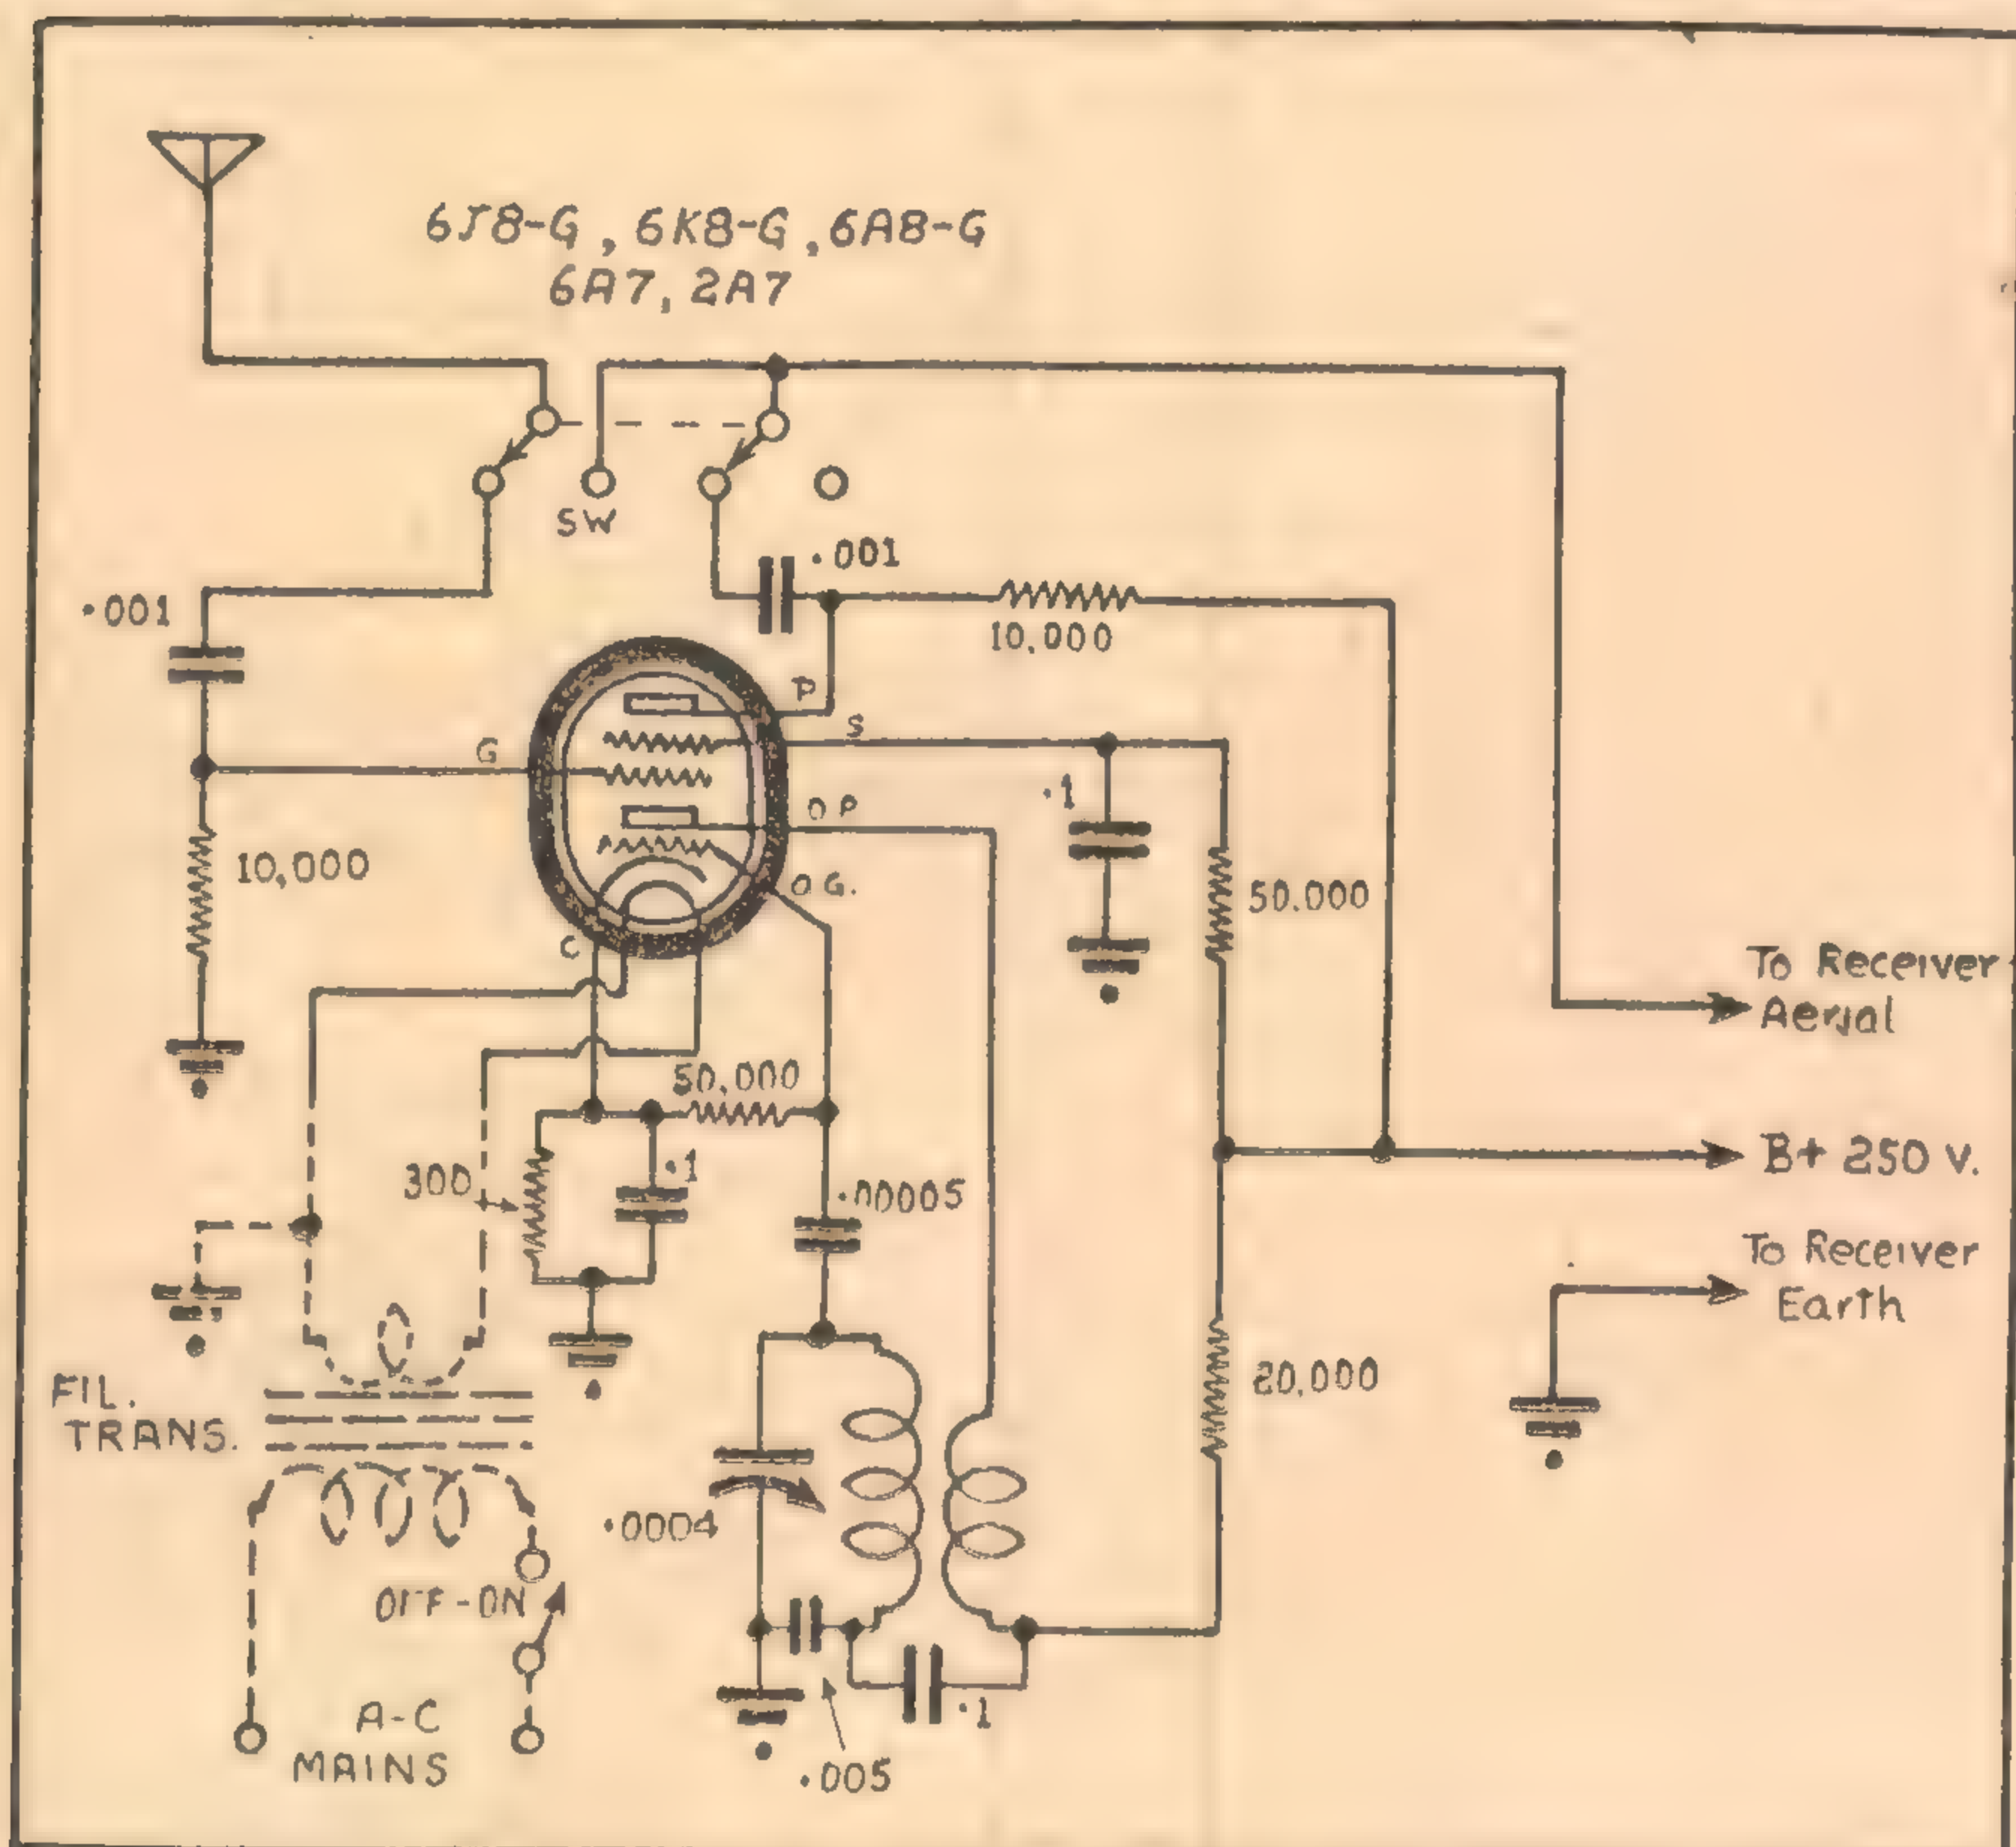 6J8-G, 6K8-G, 6A8-G
6A7, 2A7
SW
.001
.001
10,000
P
S
G
.1
OP
10,000
50.000
OG.
C
To Receiver
Aerial
50,000
B+ 250 V.
300
.1
.00005
To Receiver
Earth
FIL.
TRANS.
20,000
.0004
OFF-ON
A-C
MAINS
.1
.005